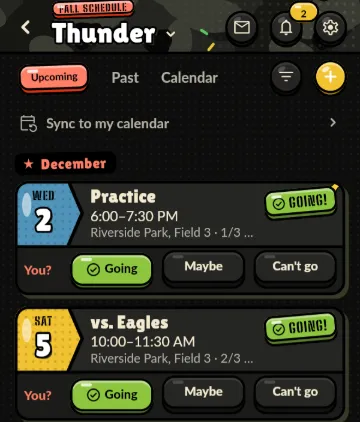 FALL SCHEDULE
Thunder
2
Upcoming
Past
Calendar
Sync to my calendar
★ December
WED
2
Practice
6:00–7:30 PM
Riverside Park, Field 3 · 1/3 ...
GOING!
You?
Going
Maybe
Can't go
SAT
5
vs. Eagles
10:00–11:30 AM
Riverside Park, Field 3 · 2/3 ...
GOING!
You?
Going
Maybe
Can't go